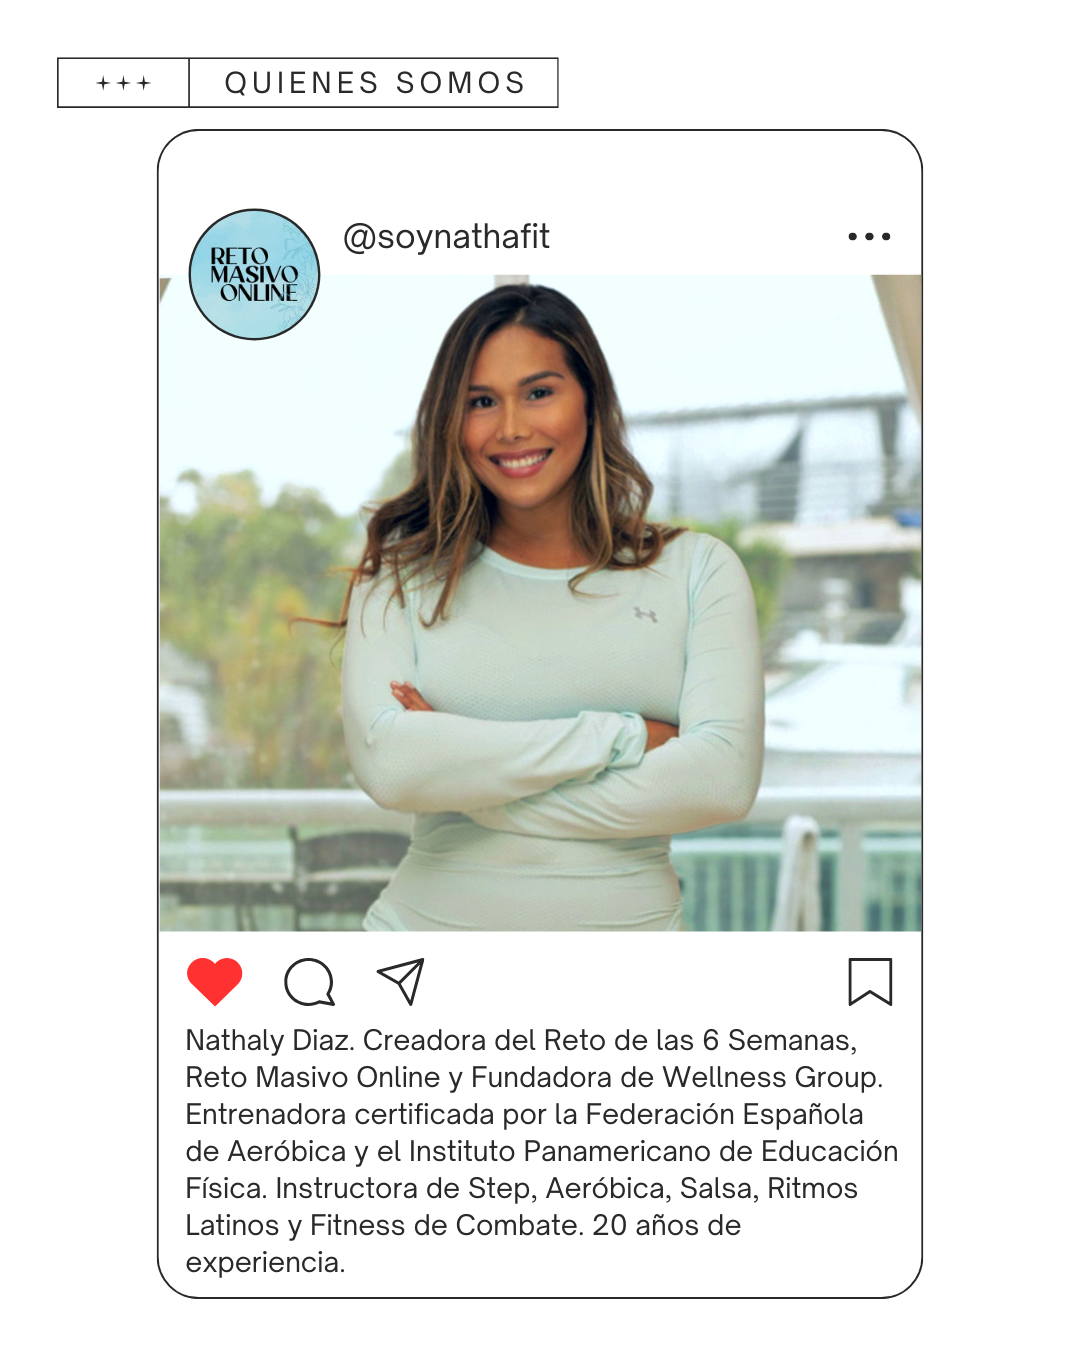 QUIENES SOMOS
@soynathafit
RETO
MASIVO
ONLINE
Nathaly Diaz. Creadora del Reto de las 6 Semanas,
Reto Masivo Online y Fundadora de Wellness Group.
Entrenadora certificada por la Federación Española
de Aeróbica y el Instituto Panamericano de Educación
Física. Instructora de Step, Aeróbica, Salsa, Ritmos
Latinos y Fitness de Combate. 20 años de
experiencia.